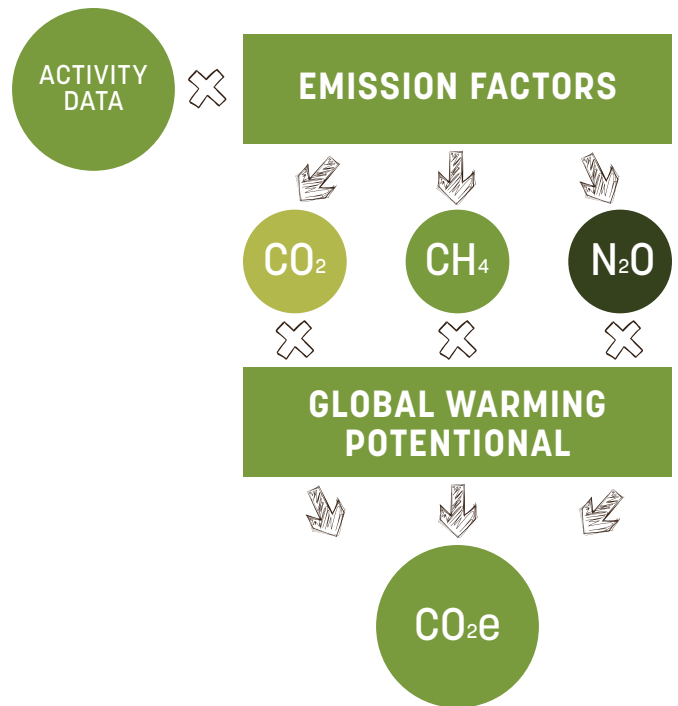 ACTIVITY
DATA
EMISSION FACTORS
CO₂
CH₄
N₂O
GLOBAL WARMING
POTENTIONAL
CO₂e